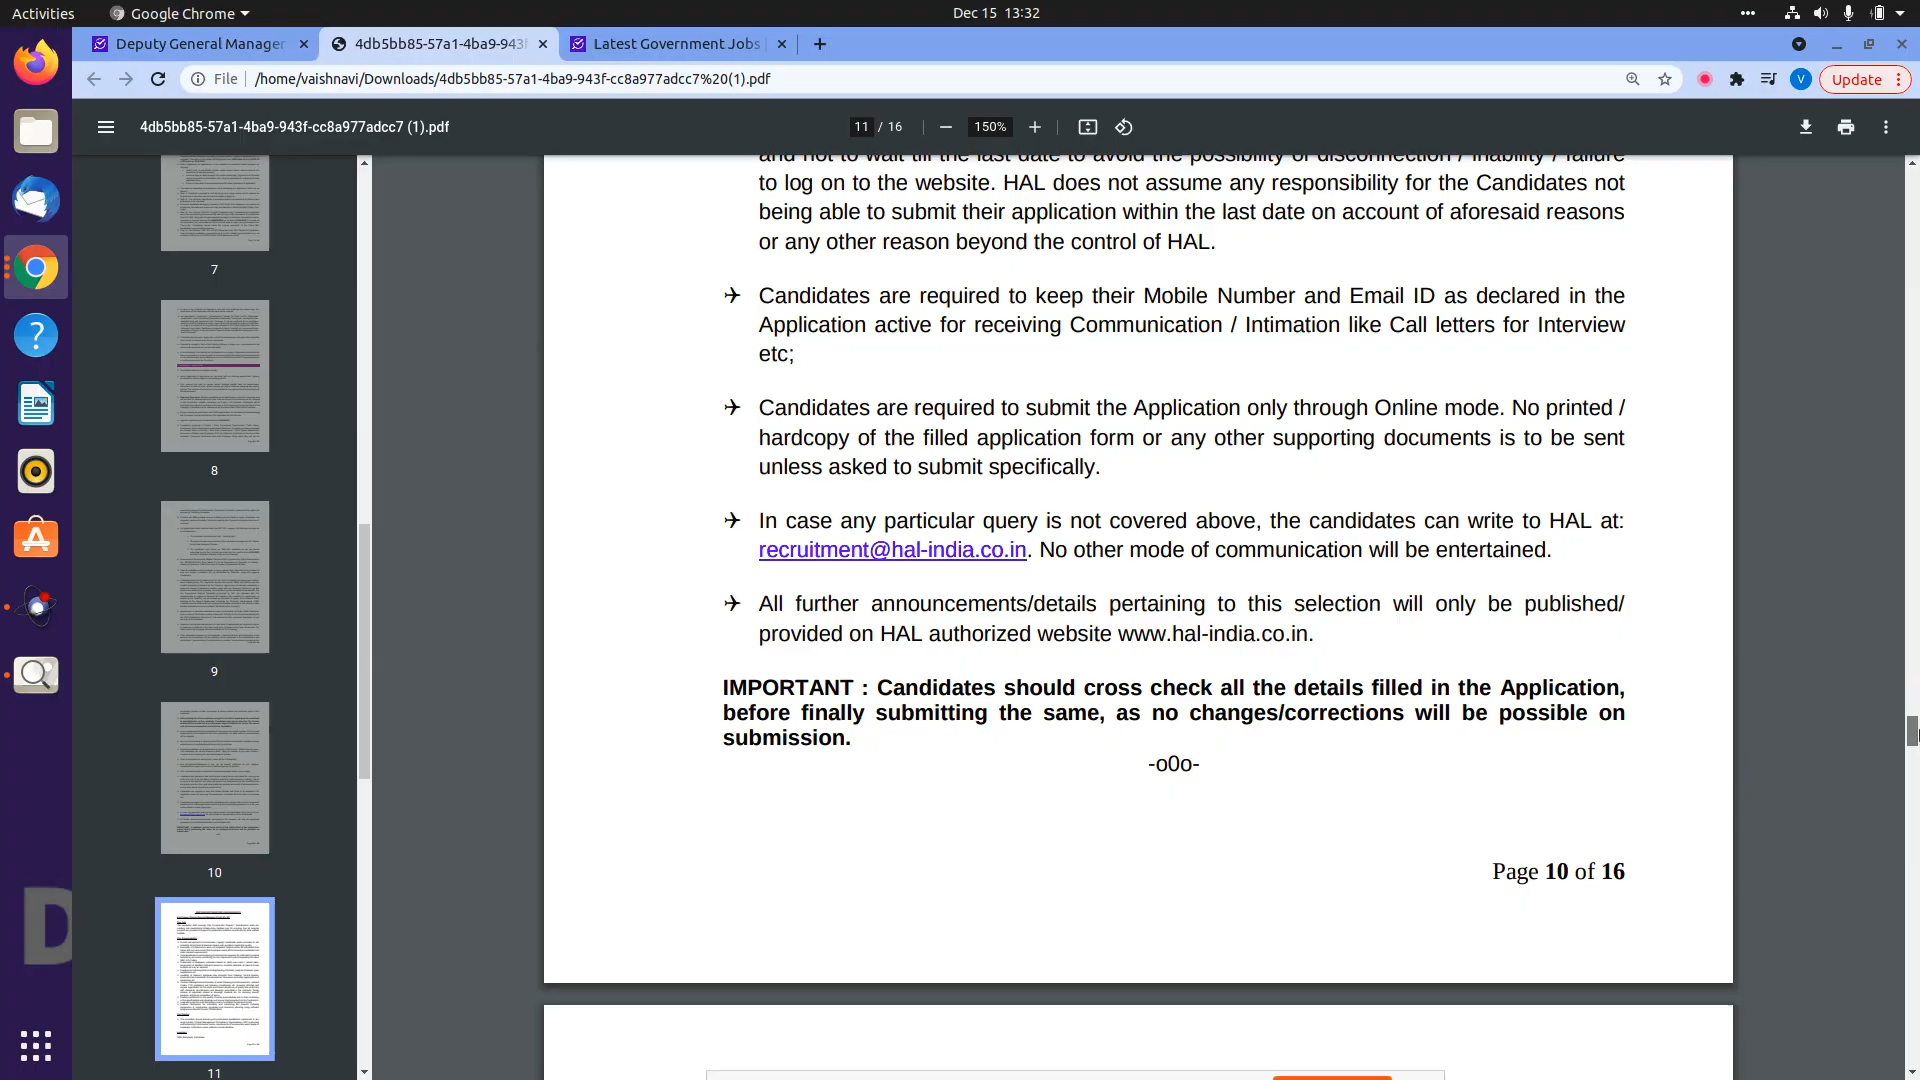 Activities
Google Chrome
Dec 15 13:32
Deputy General Manager
4db5bb85-57a1-4ba9-943f
Latest Government Jobs
File
/home/vaishnavi/Downloads/4db5bb85-57a1-4ba9-943f-cc8a977adcc7%20(1).pdf
V
Update
4db5bb85-57a1-4ba9-943f-cc8a977adcc7 (1).pdf
11 / 16
150%
7
8
9
10
11
and not to wait till the last date to avoid the possibility of disconnection / inability / failure
to log on to the website. HAL does not assume any responsibility for the Candidates not
being able to submit their application within the last date on account of aforesaid reasons
or any other reason beyond the control of HAL.
Candidates are required to keep their Mobile Number and Email ID as declared in the
Application active for receiving Communication / Intimation like Call letters for Interview
etc;
Candidates are required to submit the Application only through Online mode. No printed /
hardcopy of the filled application form or any other supporting documents is to be sent
unless asked to submit specifically.
In case any particular query is not covered above, the candidates can write to HAL at:
recruitment@hal-india.co.in. No other mode of communication will be entertained.
All further announcements/details pertaining to this selection will only be published/
provided on HAL authorized website www.hal-india.co.in.
IMPORTANT : Candidates should cross check all the details filled in the Application,
before finally submitting the same, as no changes/corrections will be possible on
submission.
-o0o-
Page 10 of 16